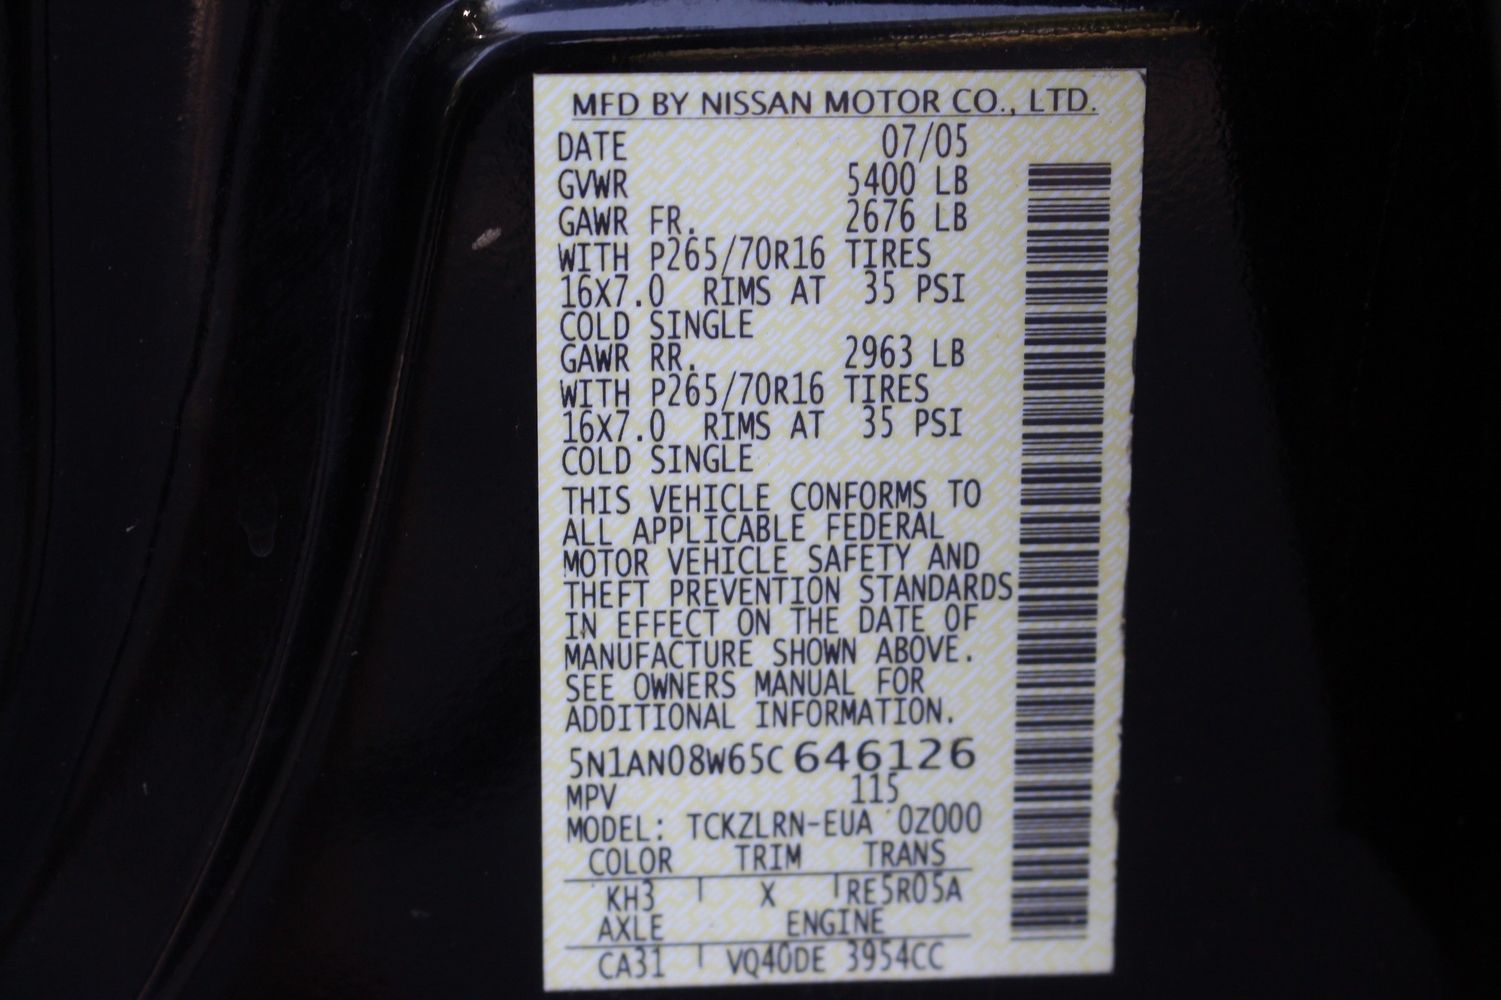 MFD BY NISSAN MOTOR CO., LTD.
DATE 07/05
GVWR 5400 LB
GAWR FR. 2676 LB
WITH P265/70R16 TIRES
16X7.0 RIMS AT 35 PSI
COLD SINGLE
GAWR RR. 2963 LB
WITH P265/70R16 TIRES
16X7.0 RIMS AT 35 PSI
COLD SINGLE
THIS VEHICLE CONFORMS TO
ALL APPLICABLE FEDERAL
MOTOR VEHICLE SAFETY AND
THEFT PREVENTION STANDARDS
IN EFFECT ON THE DATE OF
MANUFACTURE SHOWN ABOVE.
SEE OWNERS MANUAL FOR
ADDITIONAL INFORMATION.
5N1AN08W65C646126
MPV 115
MODEL: TCKZLRN-EUA 0Z000
COLOR TRIM TRANS
KH3 X RE5R05A
AXLE ENGINE
CA31 VQ40DE 3954CC